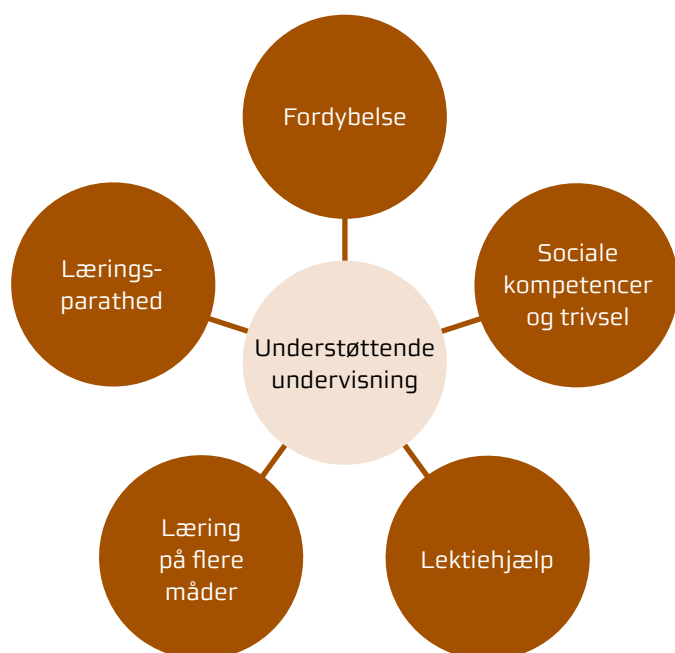 Fordybelse
Sociale
kompetencer
og trivsel
Lærings-
parathed
Understøttende
undervisning
Læring
på flere
måder
Lektiehjælp